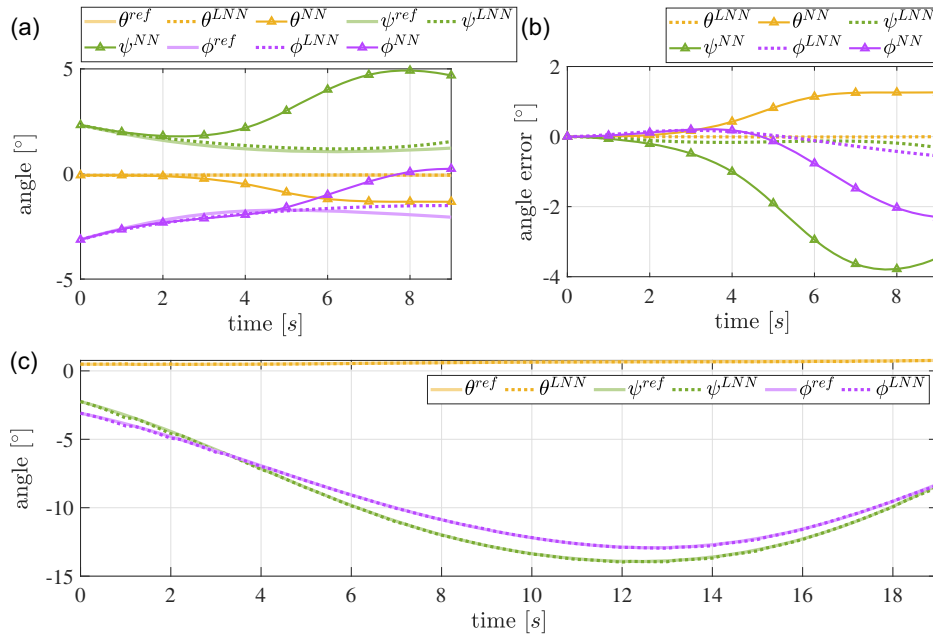 (a)
θ^ref θ^LNN θ^NN ψ^ref ψ^LNN
ψ^NN φ^ref φ^LNN φ^NN
5
0
-5
angle [°]
0 2 4 6 8
time [s]
(b)
θ^LNN θ^NN ψ^LNN
ψ^NN φ^LNN φ^NN
2
0
-2
-4
angle error [°]
0 2 4 6 8
time [s]
(c)
θ^ref θ^LNN ψ^ref ψ^LNN φ^ref φ^LNN
0
-5
-10
-15
angle [°]
0 2 4 6 8 10 12 14 16 18
time [s]